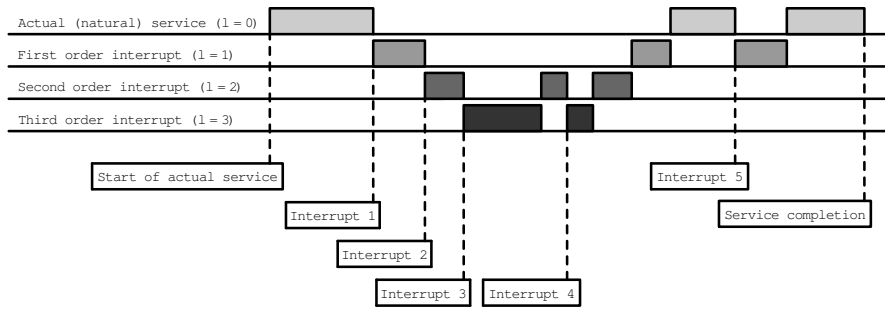 Actual (natural) service (l = 0)
First order interrupt (l = 1)
Second order interrupt (l = 2)
Third order interrupt (l = 3)
Start of actual service
Interrupt 5
Interrupt 1
Service completion
Interrupt 2
Interrupt 3
Interrupt 4